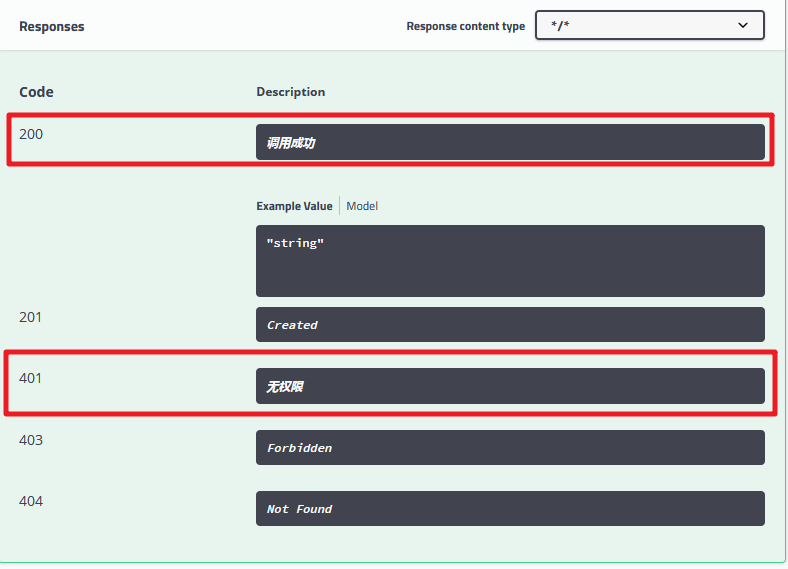 Responses
Response content type */*
Code Description
200 调用成功
Example Value Model
"string"
201 Created
401 无权限
403 Forbidden
404 Not Found